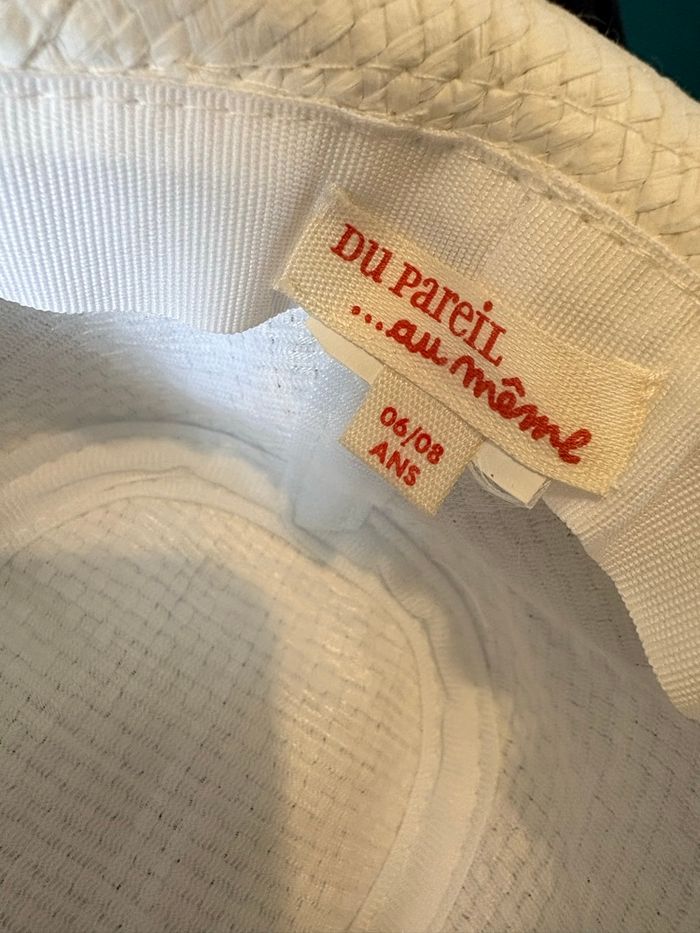 DU PAREIL
...au même
06/08
ANS